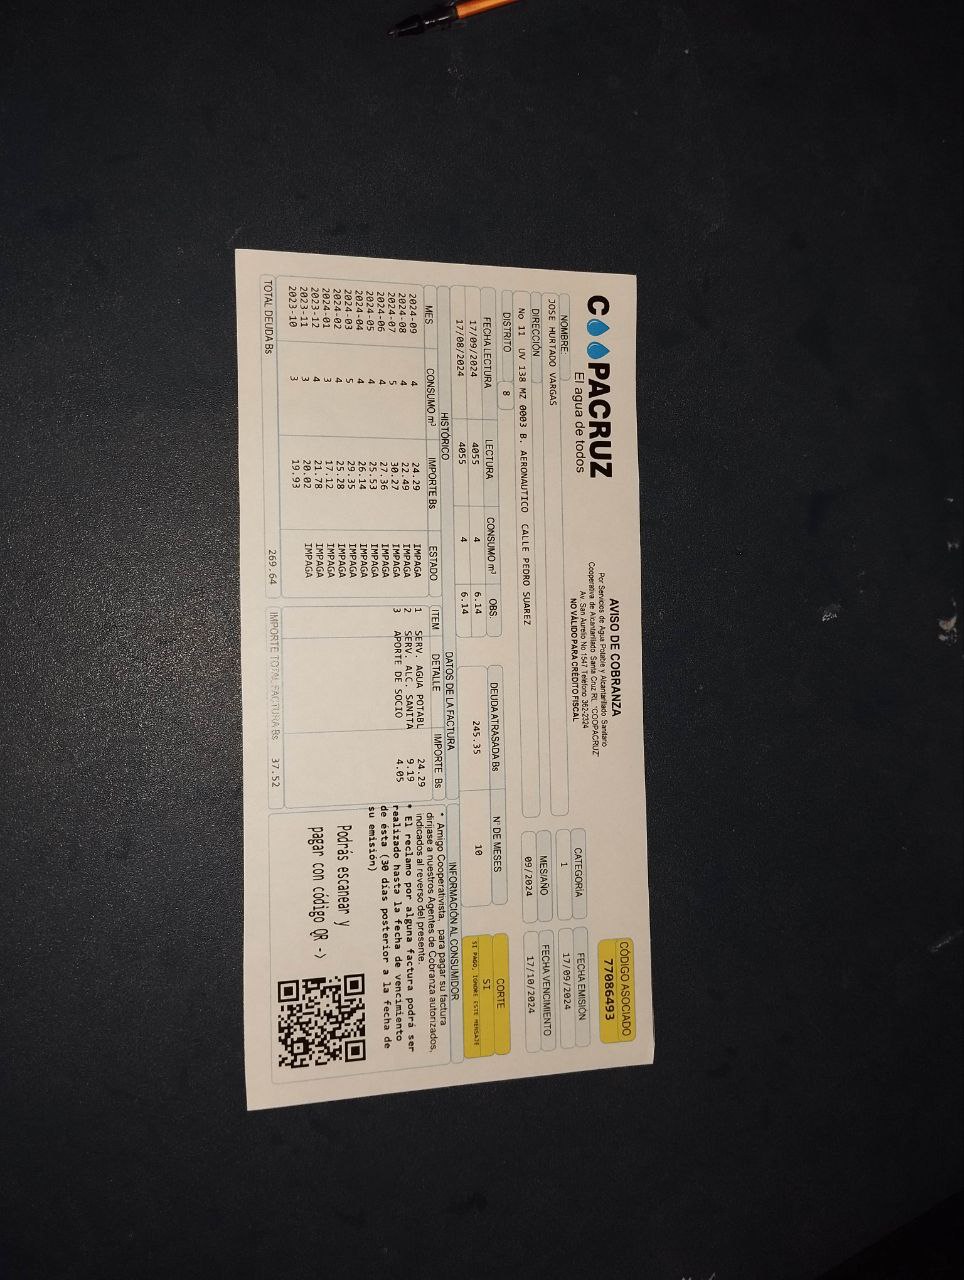 COOPACRUZ
El agua de todos
AVISO DE COBRANZA
Por Servicios de Agua Potable y Alcantarillado Sanitario
Cooperativa de Alcantarillado Santa Cruz RL "COOPACRUZ"
Av. San Aurelio No 1547 Teléfono 362-2324
NO VÁLIDO PARA CRÉDITO FISCAL
CÓDIGO ASOCIADO
77086493
NOMBRE:
JOSE HURTADO VARGAS
CATEGORIA
1
FECHA EMISIÓN
17/09/2024
DIRECCIÓN
No 11 UV 138 MZ 0003 B. AERONAUTICO CALLE PEDRO SUAREZ
MES/AÑO
09/2024
FECHA VENCIMIENTO
17/10/2024
DISTRITO 8
FECHA LECTURA LECTURA CONSUMO m³ OBS.
17/09/2024 4055 4 6.14
17/08/2024 4055 4 6.14
DEUDA ATRASADA Bs
245.35
N° DE MESES
10
CORTE
SI
SI PAGO, IGNORE ESTE MENSAJE
HISTÓRICO
MES CONSUMO m³ IMPORTE Bs ESTADO
2024-09 4 24.29 IMPAGA
2024-08 4 22.49 IMPAGA
2024-07 5 30.27 IMPAGA
2024-06 4 27.36 IMPAGA
2024-05 4 25.53 IMPAGA
2024-04 4 26.14 IMPAGA
2024-03 5 29.35 IMPAGA
2024-02 4 25.28 IMPAGA
2024-01 3 17.12 IMPAGA
2023-12 4 21.78 IMPAGA
2023-11 3 20.02 IMPAGA
2023-10 3 19.93
TOTAL DEUDA Bs 269.64
DATOS DE LA FACTURA
ITEM DETALLE IMPORTE Bs
1 SERV. AGUA POTABL 24.29
2 SERV. ALC. SANITA 9.19
3 APORTE DE SOCIO 4.05
IMPORTE TOTAL FACTURA Bs 37.52
INFORMACIÓN AL CONSUMIDOR
* Amigo Cooperativista, para pagar su factura
dirijase a nuestros Agentes de Cobranza autorizados,
indicados al reverso del presente.
* El reclamo por alguna factura podrá ser
realizado hasta la fecha de vencimiento
de ésta (30 días posterior a la fecha de
su emisión)
Podrás escanear y
pagar con código QR ->